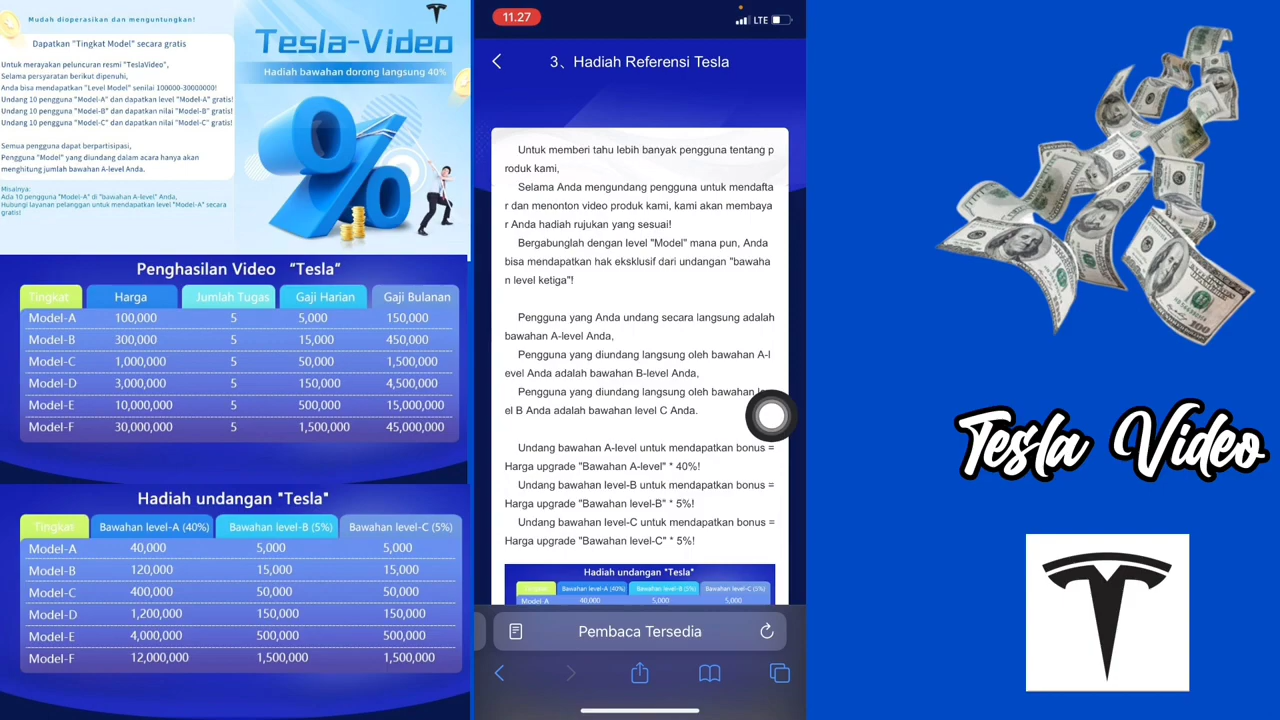 Mudah dioperasikan dan menguntungkan!
Dapatkan "Tingkat Model" secara gratis
Untuk merayakan peluncuran resmi "TeslaVideo",
Selama persyaratan berikut dipenuhi,
Anda bisa mendapatkan "Level Model" senilai 100000-30000000!
Undang 10 pengguna "Model-A" dan dapatkan level "Model-A" gratis!
Undang 10 pengguna "Model-B" dan dapatkan nilai "Model-B" gratis!
Undang 10 pengguna "Model-C" dan dapatkan nilai "Model-C" gratis!
Semua pengguna dapat berpartisipasi,
Pengguna "Model" yang diundang dalam acara hanya akan
menghitung jumlah bawahan A-level Anda.
Misalnya:
Ada 10 pengguna "Model-A" di "bawahan A-level" Anda,
Hubungi layanan pelanggan untuk mendapatkan level "Model-A" secara
gratis!
Tesla-Video
Hadiah bawahan dorong langsung 40%
%
Penghasilan Video "Tesla"
Tingkat Harga Jumlah Tugas Gaji Harian Gaji Bulanan
Model-A 100,000 5 5,000 150,000
Model-B 300,000 5 15,000 450,000
Model-C 1,000,000 5 50,000 1,500,000
Model-D 3,000,000 5 150,000 4,500,000
Model-E 10,000,000 5 500,000 15,000,000
Model-F 30,000,000 5 1,500,000 45,000,000
Hadiah undangan "Tesla"
Tingkat Bawahan level-A (40%) Bawahan level-B (5%) Bawahan level-C (5%)
Model-A 40,000 5,000 5,000
Model-B 120,000 15,000 15,000
Model-C 400,000 50,000 50,000
Model-D 1,200,000 150,000 150,000
Model-E 4,000,000 500,000 500,000
Model-F 12,000,000 1,500,000 1,500,000
11.27
LTE
3、Hadiah Referensi Tesla
Untuk memberi tahu lebih banyak pengguna tentang p
roduk kami,
Selama Anda mengundang pengguna untuk mendafta
r dan menonton video produk kami, kami akan membaya
r Anda hadiah rujukan yang sesuai!
Bergabunglah dengan level "Model" mana pun, Anda
bisa mendapatkan hak eksklusif dari undangan "bawaha
n level ketiga"!
Pengguna yang Anda undang secara langsung adalah
bawahan A-level Anda,
Pengguna yang diundang langsung oleh bawahan A-l
evel Anda adalah bawahan B-level Anda,
Pengguna yang diundang langsung oleh bawahan
el B Anda adalah bawahan level C Anda.
Undang bawahan A-level untuk mendapatkan bonus =
Harga upgrade "Bawahan A-level" * 40%!
Undang bawahan level-B untuk mendapatkan bonus =
Harga upgrade "Bawahan level-B" * 5%!
Undang bawahan level-C untuk mendapatkan bonus =
Harga upgrade "Bawahan level-C" * 5%!
Hadiah undangan "Tesla"
Tingkat Bawahan level-A (40%) Bawahan level-B (5%) Bawahan level-C (5%)
Model A 40,000 5,000 5,000
Pembaca Tersedia
Tesla Video